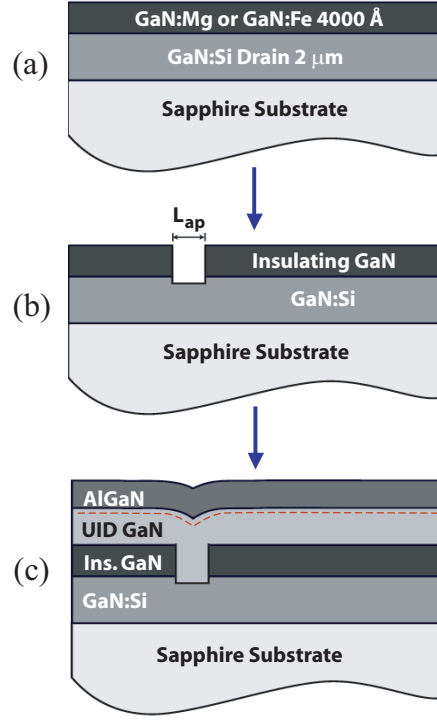 GaN:Mg or GaN:Fe 4000 Å
(a)
GaN:Si Drain 2 μm
Sapphire Substrate
L_ap
Insulating GaN
(b)
GaN:Si
Sapphire Substrate
AlGaN
UID GaN
Ins. GaN
(c)
GaN:Si
Sapphire Substrate